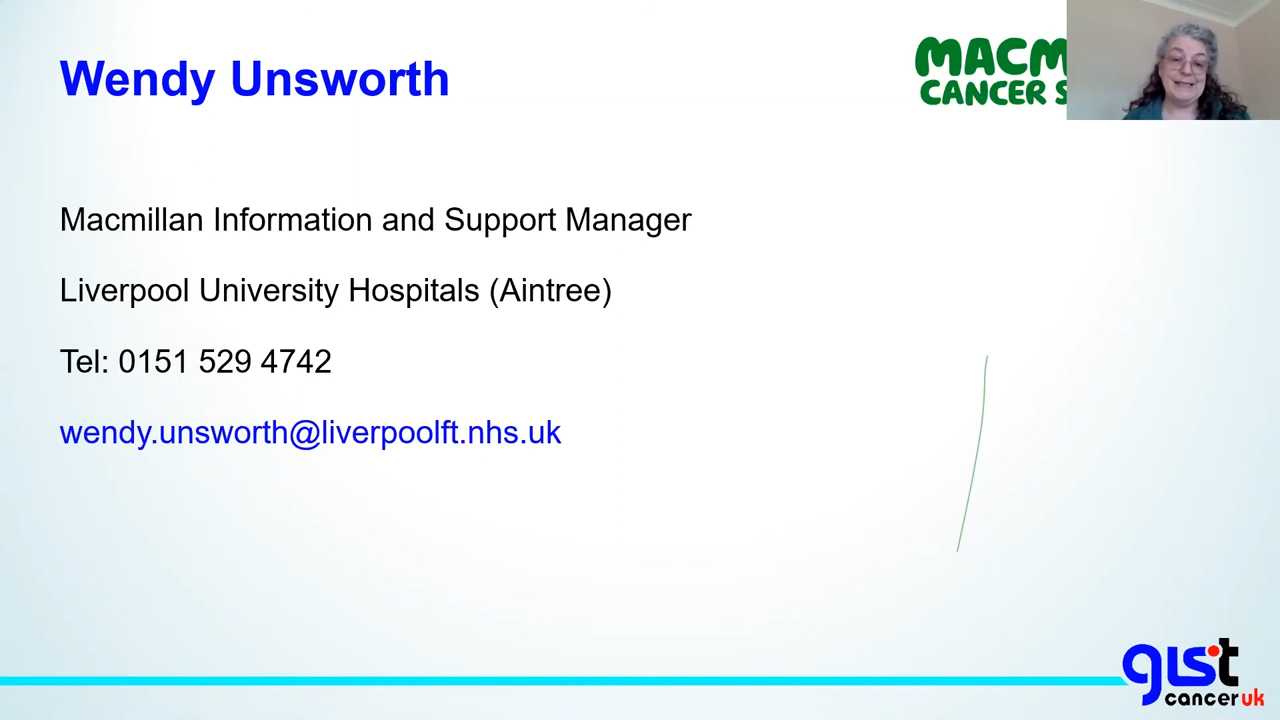 Wendy Unsworth
MACM
CANCER S
Macmillan Information and Support Manager
Liverpool University Hospitals (Aintree)
Tel: 0151 529 4742
wendy.unsworth@liverpoolft.nhs.uk
gist
cancer uk